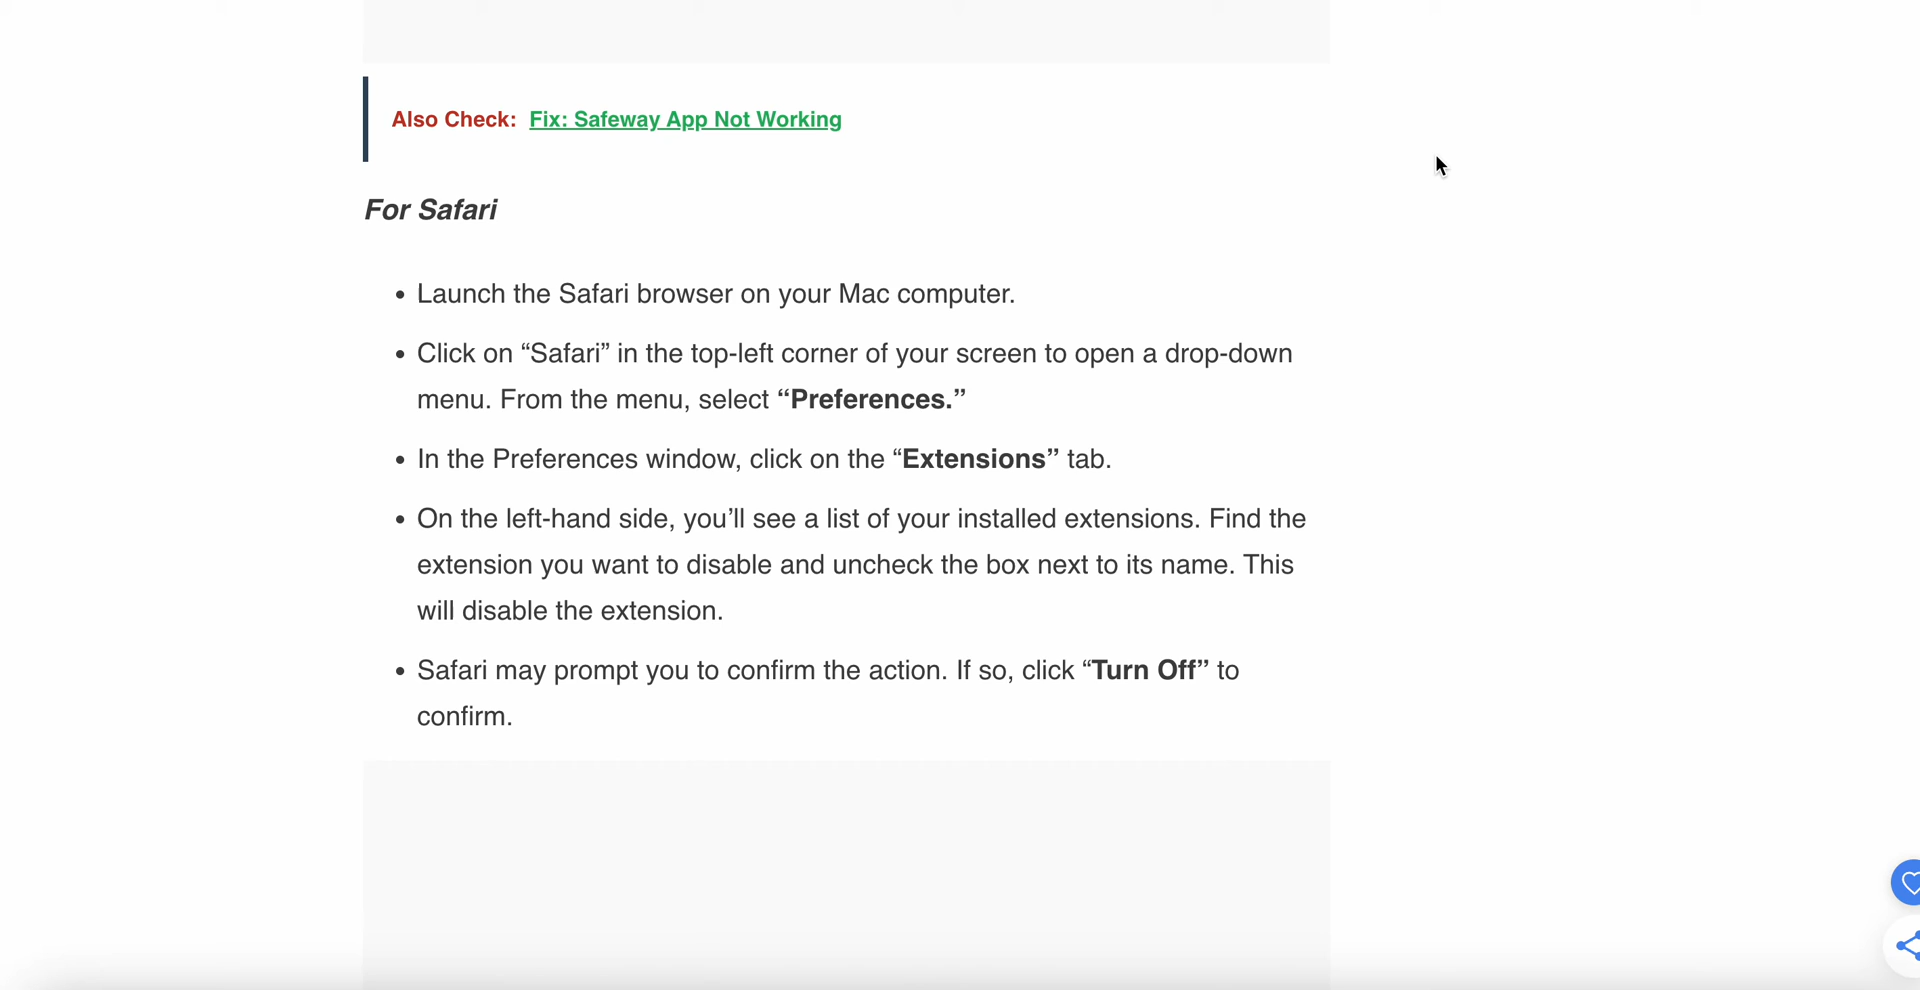 Also Check: Fix: Safeway App Not Working
For Safari
• Launch the Safari browser on your Mac computer.
• Click on “Safari” in the top-left corner of your screen to open a drop-down
menu. From the menu, select “Preferences.”
• In the Preferences window, click on the “Extensions” tab.
• On the left-hand side, you’ll see a list of your installed extensions. Find the
extension you want to disable and uncheck the box next to its name. This
will disable the extension.
• Safari may prompt you to confirm the action. If so, click “Turn Off” to
confirm.